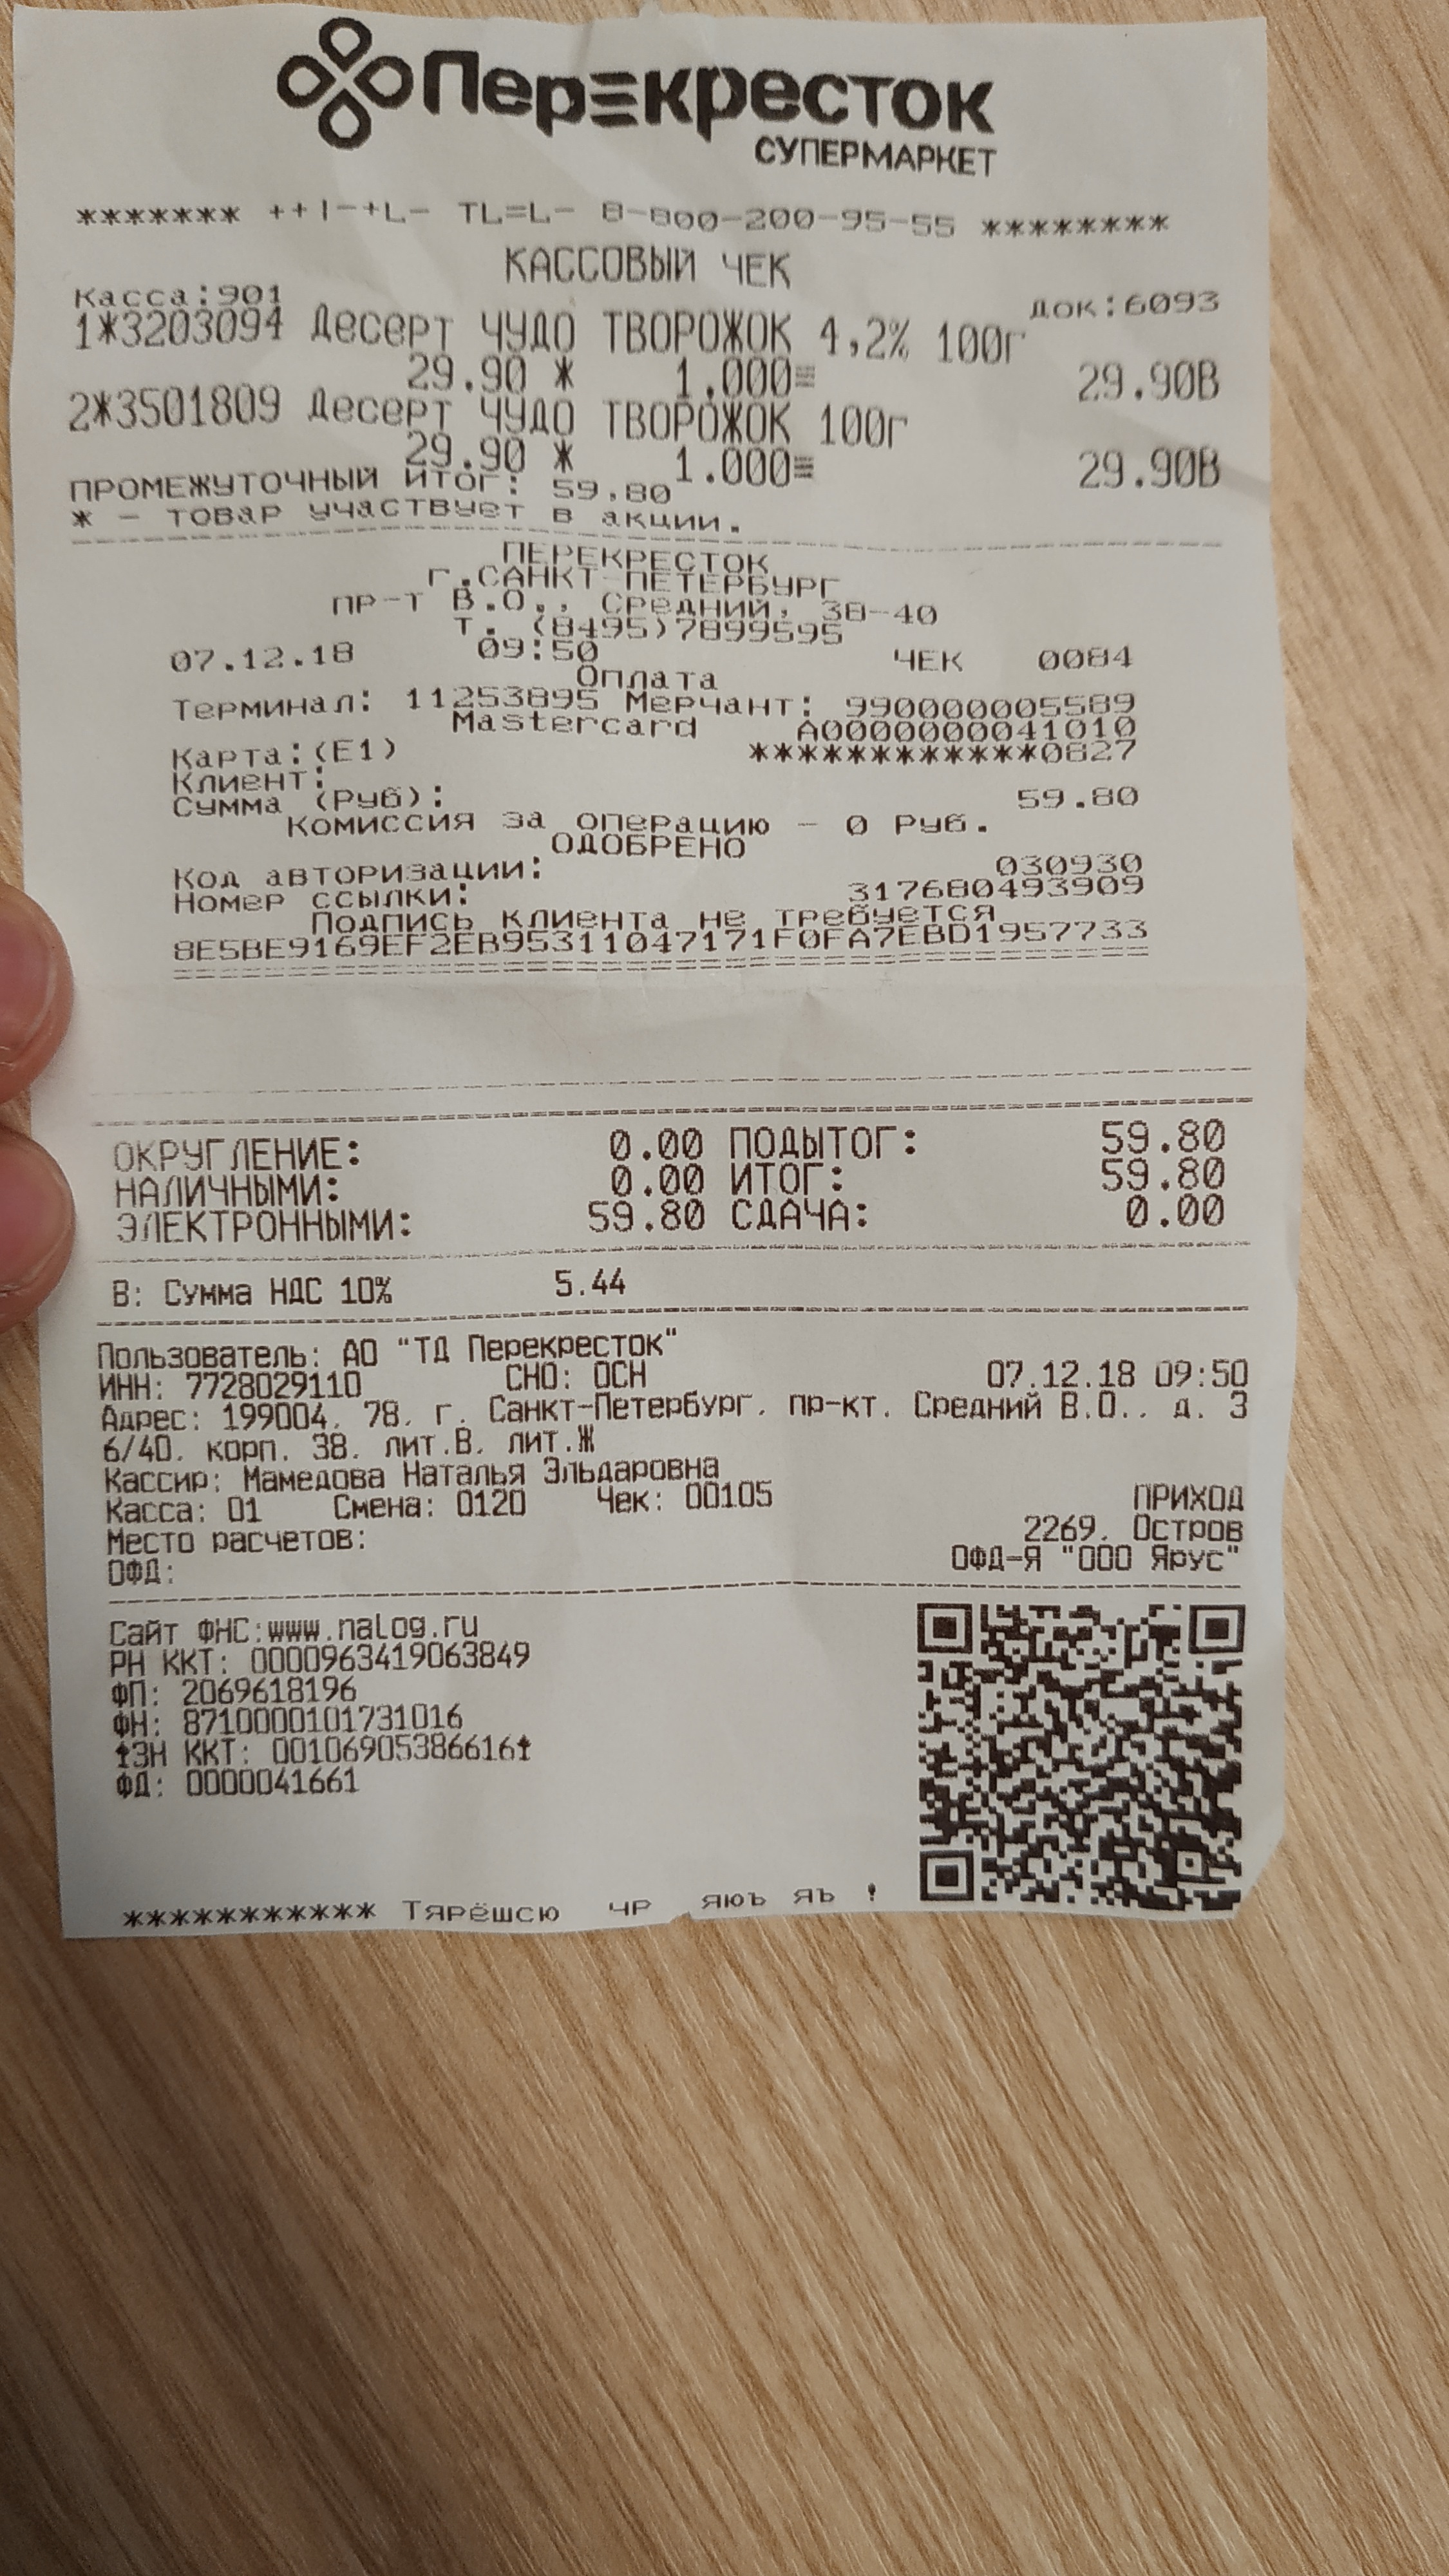 Перекресток
СУПЕРМАРКЕТ
******* ++|-+L- TL=L- 8-800-200-95-55 ********
КАССОВЫЙ ЧЕК
Касса:901 Док:6093
1*3203094 Десерт ЧУДО ТВОРОЖОК 4,2% 100г
29.90 * 1.000= 29.90В
2*3501809 Десерт ЧУДО ТВОРОЖОК 100г
29.90 * 1.000= 29.90В
ПРОМЕЖУТОЧНЫЙ ИТОГ: 59.80
* - товар участвует в акции.
ПЕРЕКРЕСТОК
г.САНКТ-ПЕТЕРБУРГ
пр-т В.О., Средний, 38-40
т. (8495)7899595
07.12.18 09:50 ЧЕК 0084
Оплата
Терминал: 11253895 Мерчант: 990000005589
Mastercard A0000000041010
Карта:(E1) ************0827
Клиент:
Сумма (Руб): 59.80
Комиссия за операцию - 0 Руб.
ОДОБРЕНО
Код авторизации: 030930
Номер ссылки: 317680493909
Подпись клиента не требуется
8E5BE9169EF2EB95311047171F0FA7EBD1957733
ОКРУГЛЕНИЕ: 0.00 ПОДЫТОГ: 59.80
НАЛИЧНЫМИ: 0.00 ИТОГ: 59.80
ЭЛЕКТРОННЫМИ: 59.80 СДАЧА: 0.00
В: Сумма НДС 10% 5.44
Пользователь: АО "ТД Перекресток"
ИНН: 7728029110 СНО: ОСН 07.12.18 09:50
Адрес: 199004, 78, г. Санкт-Петербург, пр-кт. Средний В.О., д. 3
6/40, корп. 38, лит.В, лит.Ж
Кассир: Мамедова Наталья Эльдаровна
Касса: 01 Смена: 0120 Чек: 00105 ПРИХОД
Место расчетов: 2269, Остров
ОФД: ОФД-Я "ООО Ярус"
Сайт ФНС:www.nalog.ru
РН ККТ: 0000963419063849
ФП: 2069618196
ФН: 8710000101731016
↑ЗН ККТ: 00106905386616↑
ФД: 0000041661
*********** Тярёшсю чр яюъ яъ !